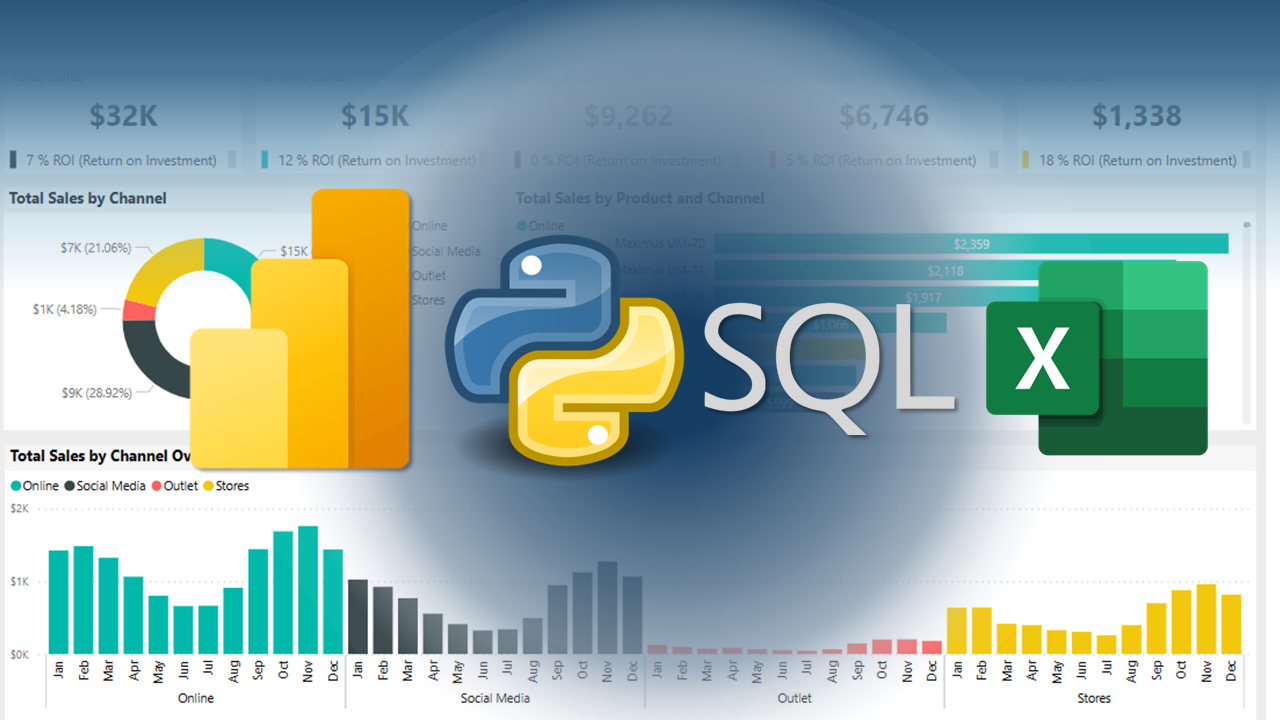 $32K
$15K
$9,262
$6,746
$1,338
7 % ROI (Return on Investment)
12 % ROI (Return on Investment)
0 % ROI (Return on Investment)
5 % ROI (Return on Investment)
18 % ROI (Return on Investment)
Total Sales by Channel
$7K (21.06%)
$15K
$1K (4.18%)
$9K (28.92%)
Online
Social Media
Outlet
Stores
Total Sales by Product and Channel
Online
Maximus UM-70
$2,359
$2,118
$1,917
$1,066
SQL
X
Total Sales by Channel Ov
Online Social Media Outlet Stores
$2K
$1K
$0K
Jan Feb Mar Apr May Jun Jul Aug Sep Oct Nov Dec
Jan Feb Mar Apr May Jun Jul Aug Sep Oct Nov Dec
Jan Feb Mar Apr May Jun Jul Aug Sep Oct Nov Dec
Jan Feb Mar Apr May Jun Jul Aug Sep Oct Nov Dec
Online
Social Media
Outlet
Stores